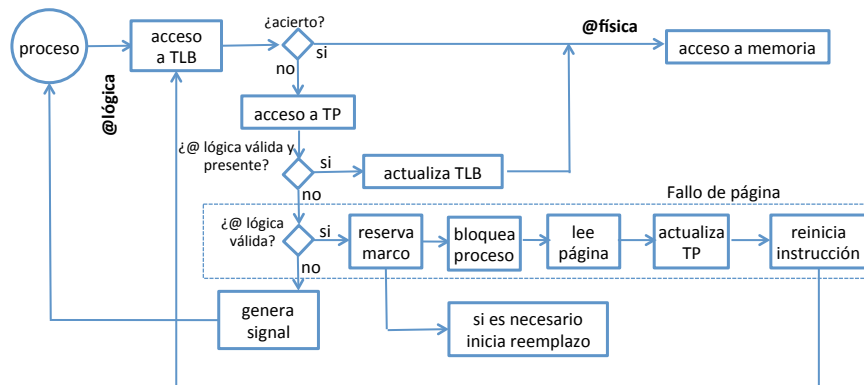 ¿acierto?
proceso
acceso
a TLB
si
@física
acceso a memoria
no
@lógica
acceso a TP
¿@ lógica válida y
presente?
si
actualiza TLB
no
Fallo de página
¿@ lógica
válida?
si
reserva
marco
bloquea
proceso
lee
página
actualiza
TP
reinicia
instrucción
no
genera
signal
si es necesario
inicia reemplazo